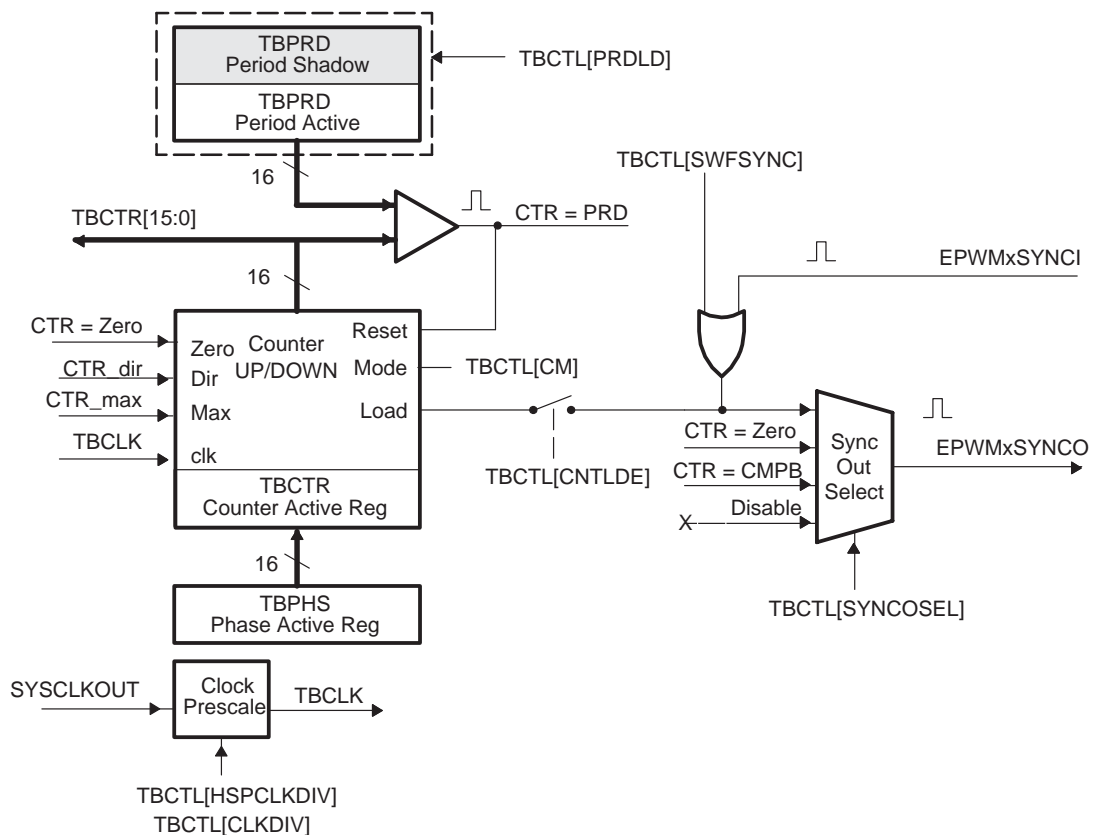 TBPRD
Period Shadow
TBPRD
Period Active
TBCTL[PRDLD]
16
TBCTR[15:0]
CTR = PRD
16
TBCTL[SWFSYNC]
EPWMxSYNCI
CTR = Zero
CTR_dir
CTR_max
TBCLK
Zero
Dir
Max
clk
Counter
UP/DOWN
Reset
Mode
Load
TBCTL[CM]
TBCTR
Counter Active Reg
TBCTL[CNTLDE]
CTR = Zero
CTR = CMPB
Disable
X
Sync
Out
Select
EPWMxSYNCO
TBCTL[SYNCOSEL]
16
TBPHS
Phase Active Reg
SYSCLKOUT
Clock
Prescale
TBCLK
TBCTL[HSPCLKDIV]
TBCTL[CLKDIV]